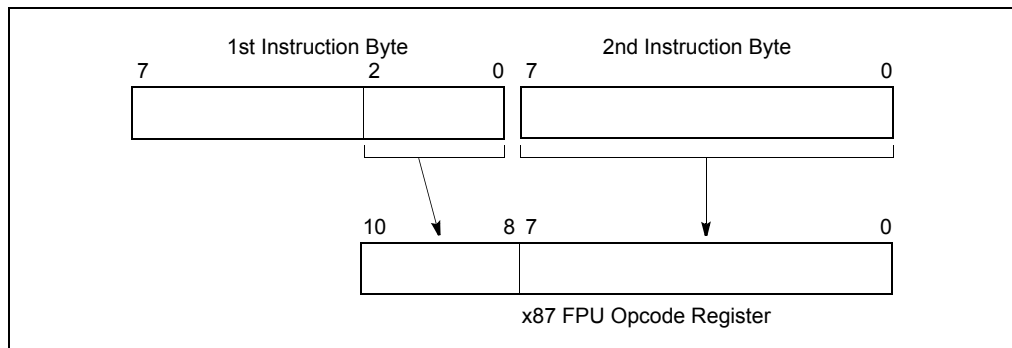 1st Instruction Byte 2nd Instruction Byte
7 2 0 7 0
10 8 7 0
x87 FPU Opcode Register